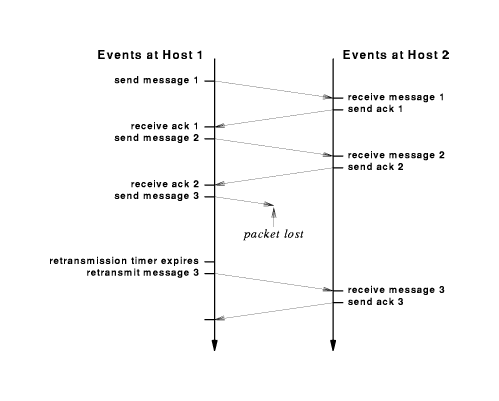 Events at Host 1
Events at Host 2
send message 1
receive message 1
send ack 1
receive ack 1
send message 2
receive message 2
send ack 2
receive ack 2
send message 3
packet lost
retransmission timer expires
retransmit message 3
receive message 3
send ack 3